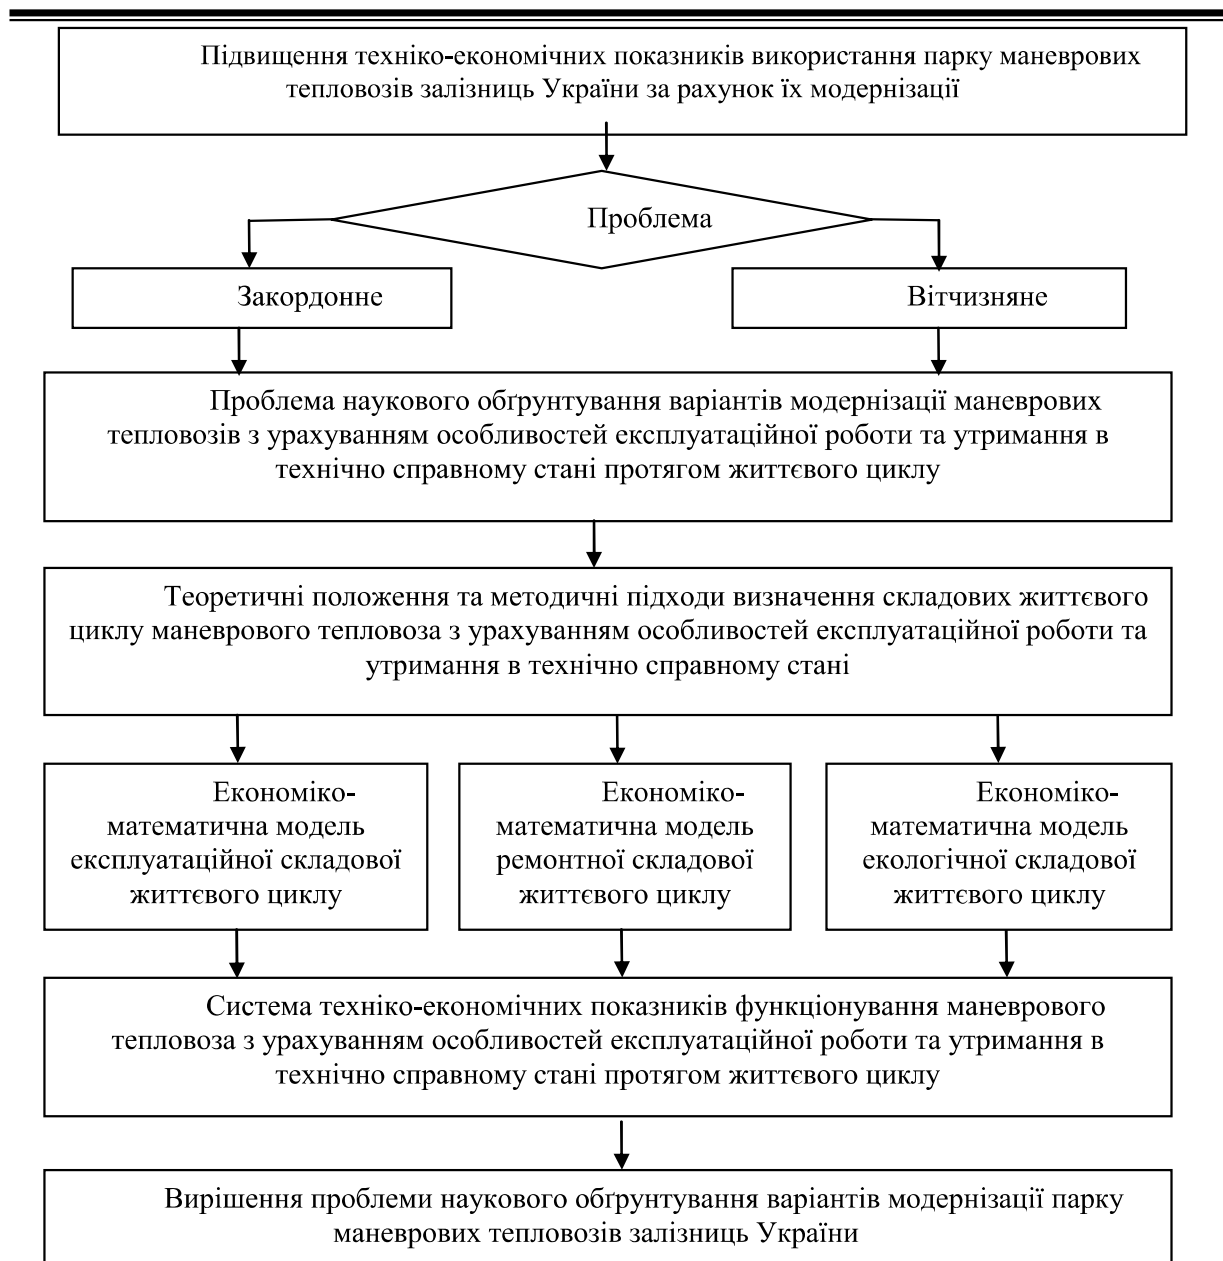 Підвищення техніко-економічних показників використання парку маневрових
тепловозів залізниць України за рахунок їх модернізації
Проблема
Закордонне
Вітчизняне
Проблема наукового обґрунтування варіантів модернізації маневрових
тепловозів з урахуванням особливостей експлуатаційної роботи та утримання в
технічно справному стані протягом життєвого циклу
Теоретичні положення та методичні підходи визначення складових життєвого
циклу маневрового тепловоза з урахуванням особливостей експлуатаційної роботи та
утримання в технічно справному стані
Економіко-
математична модель
експлуатаційної складової
життєвого циклу
Економіко-
математична модель
ремонтної складової
життєвого циклу
Економіко-
математична модель
екологічної складової
життєвого циклу
Система техніко-економічних показників функціонування маневрового
тепловоза з урахуванням особливостей експлуатаційної роботи та утримання в
технічно справному стані протягом життєвого циклу
Вирішення проблеми наукового обґрунтування варіантів модернізації парку
маневрових тепловозів залізниць України